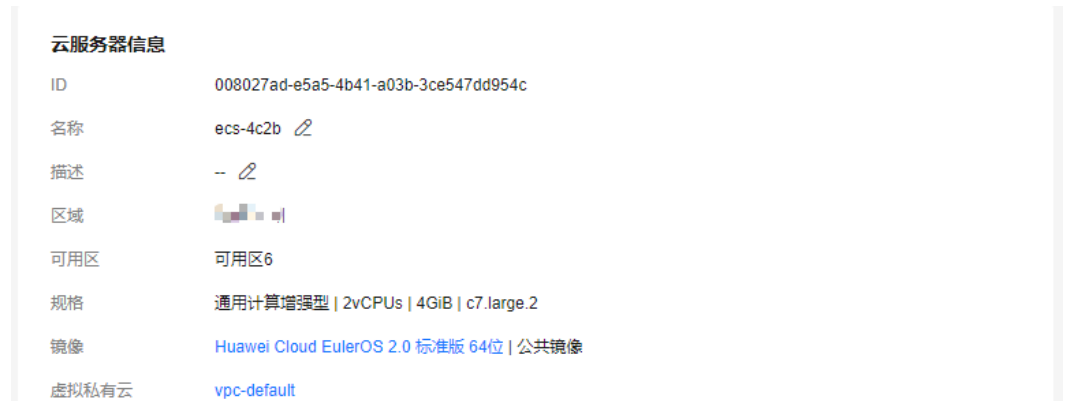 云服务器信息
ID 008027ad-e5a5-4b41-a03b-3ce547dd954c
名称 ecs-4c2b
描述 --
区域
可用区 可用区6
规格 通用计算增强型 | 2vCPUs | 4GiB | c7.large.2
镜像 Huawei Cloud EulerOS 2.0 标准版 64位 | 公共镜像
虚拟私有云 vpc-default